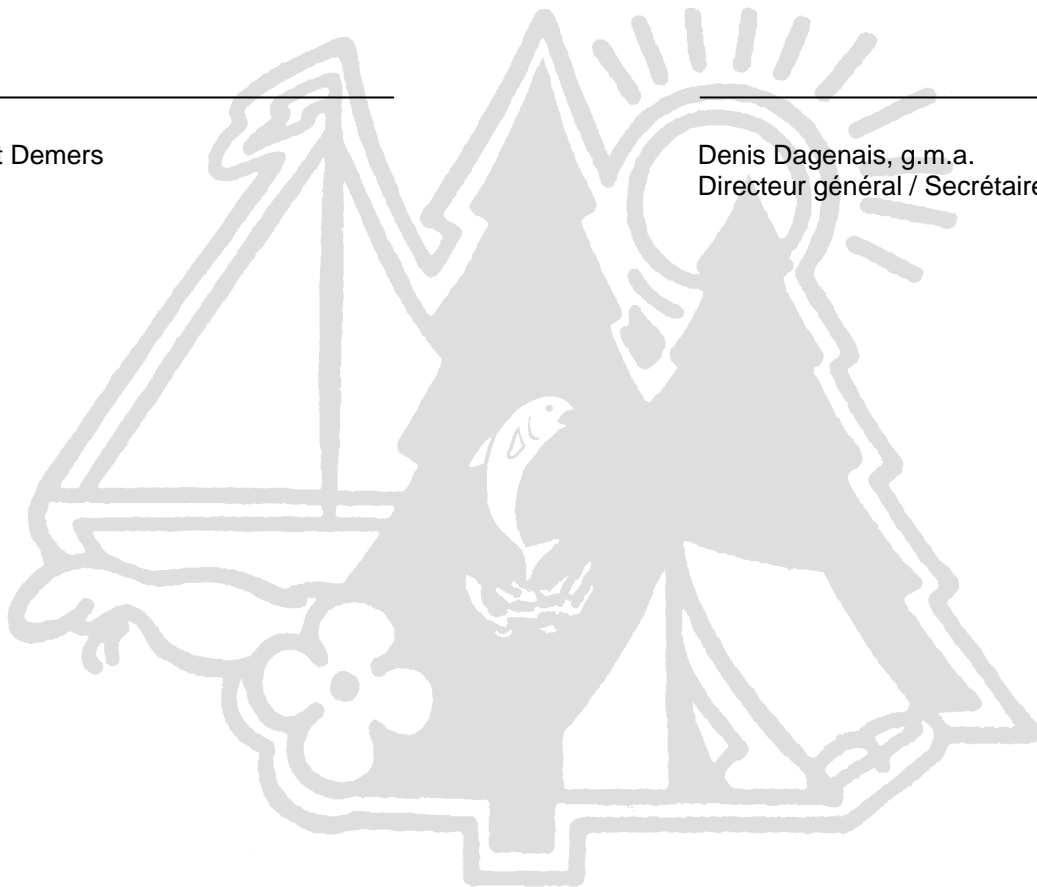 t Demers
Denis Dagenais, g.m.a.
Directeur général / Secrétaire